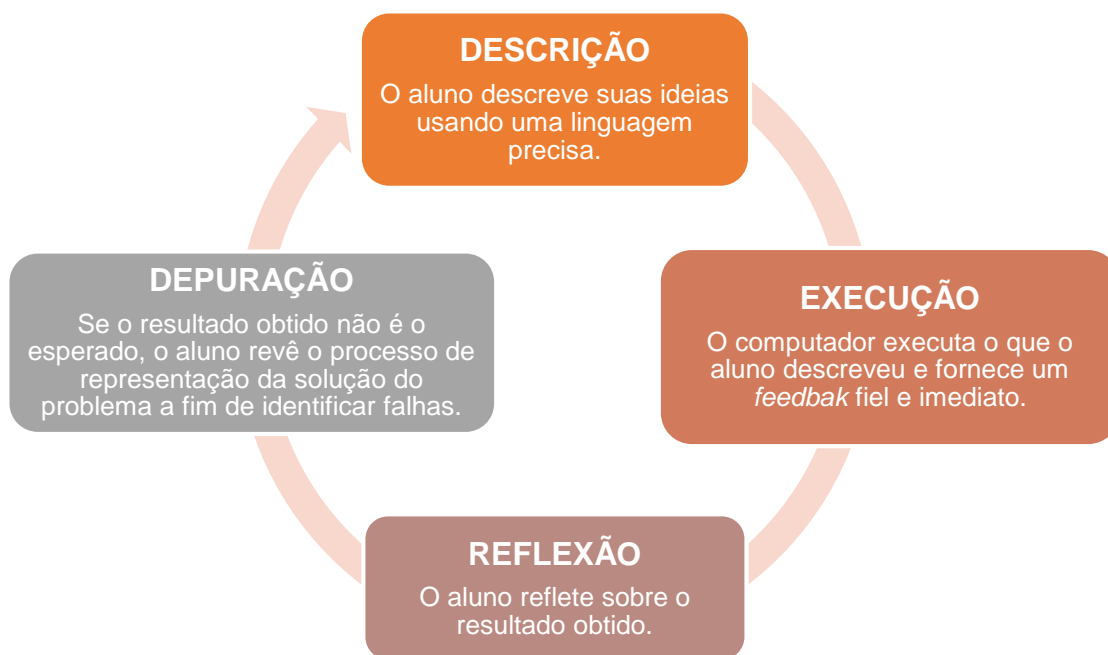 DESCRIÇÃO
O aluno descreve suas ideias
usando uma linguagem
precisa.
EXECUÇÃO
O computador executa o que o
aluno descreveu e fornece um
feedbak fiel e imediato.
REFLEXÃO
O aluno reflete sobre o
resultado obtido.
DEPURAÇÃO
Se o resultado obtido não é o
esperado, o aluno revê o processo de
representação da solução do
problema a fim de identificar falhas.